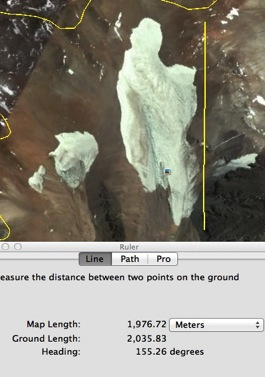 Ruler
Line Path Pro
easure the distance between two points on the ground
Map Length: 1,976.72 Meters
Ground Length: 2,035.83
Heading: 155.26 degrees